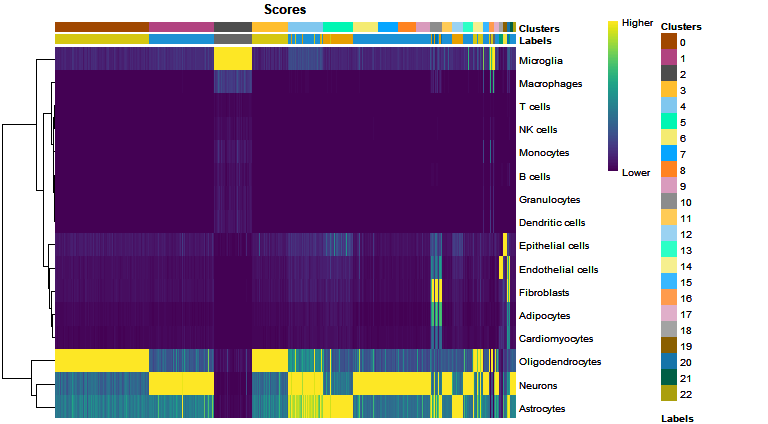 Scores
Clusters
Labels
Microglia
Macrophages
T cells
NK cells
Monocytes
B cells
Granulocytes
Dendritic cells
Epithelial cells
Endothelial cells
Fibroblasts
Adipocytes
Cardiomyocytes
Oligodendrocytes
Neurons
Astrocytes
Higher
Lower
Clusters
0
1
2
3
4
5
6
7
8
9
10
11
12
13
14
15
16
17
18
19
20
21
22
Labels